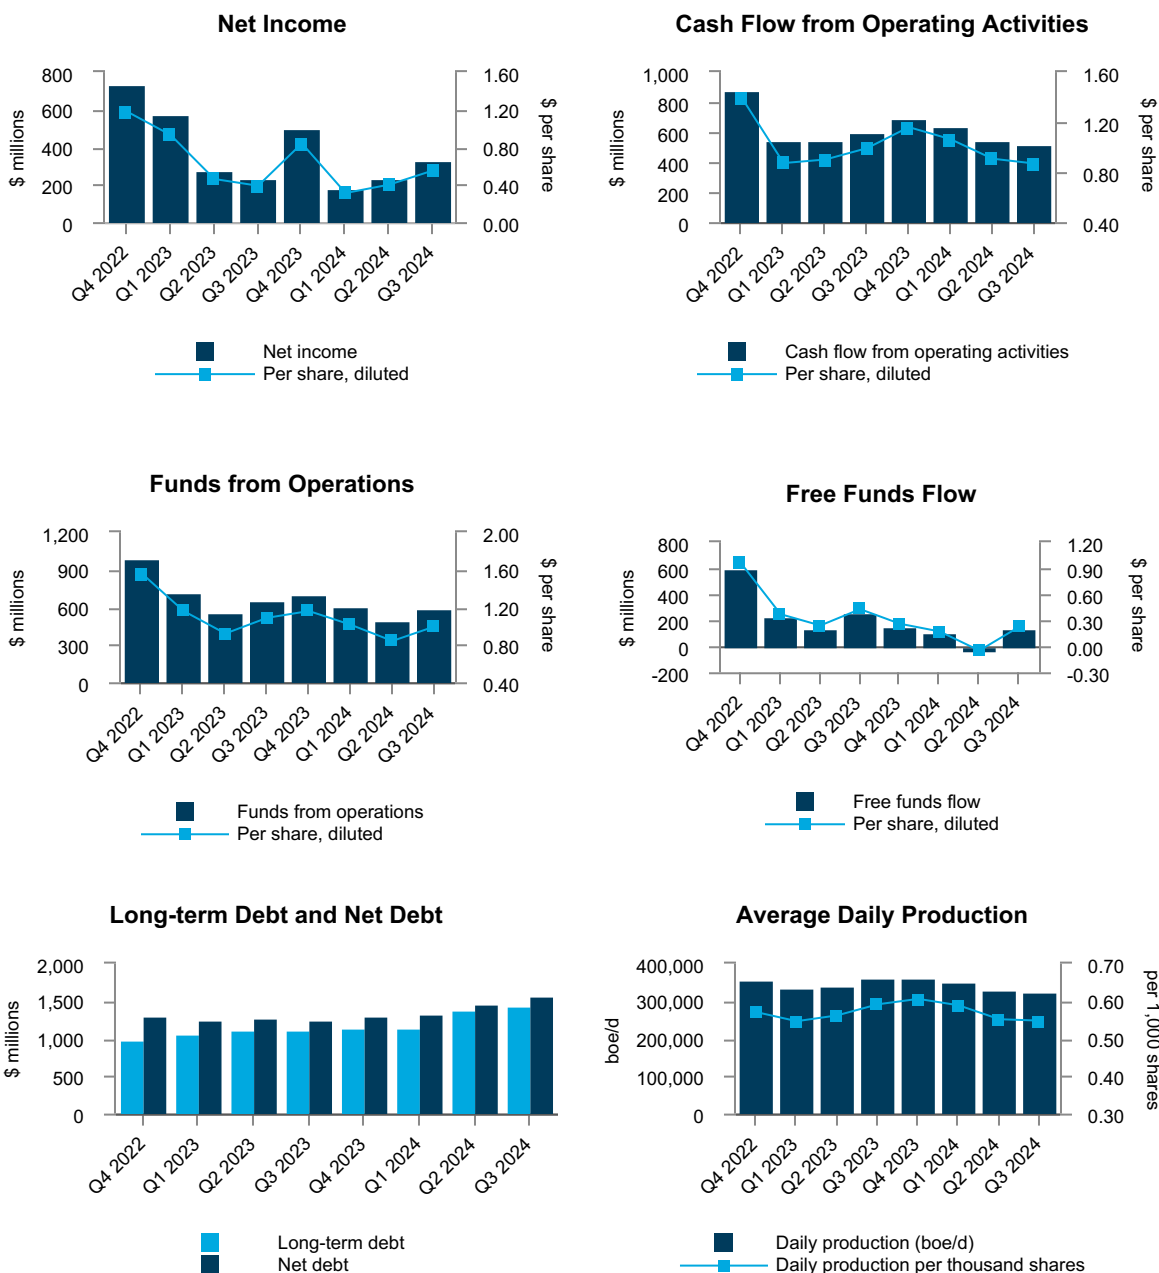 Net Income
$ millions
800
600
400
200
0
1.60
1.20
0.80
0.40
0.00
$ per share
Q4 2022
Q1 2023
Q2 2023
Q3 2023
Q4 2023
Q1 2024
Q2 2024
Q3 2024
Net income
Per share, diluted
Cash Flow from Operating Activities
$ millions
1,000
800
600
400
200
0
1.60
1.20
0.80
0.40
$ per share
Q4 2022
Q1 2023
Q2 2023
Q3 2023
Q4 2023
Q1 2024
Q2 2024
Q3 2024
Cash flow from operating activities
Per share, diluted
Funds from Operations
$ millions
1,200
900
600
300
0
2.00
1.60
1.20
0.80
0.40
$ per share
Q4 2022
Q1 2023
Q2 2023
Q3 2023
Q4 2023
Q1 2024
Q2 2024
Q3 2024
Funds from operations
Per share, diluted
Free Funds Flow
$ millions
800
600
400
200
0
-200
1.20
0.90
0.60
0.30
0.00
-0.30
$ per share
Q4 2022
Q1 2023
Q2 2023
Q3 2023
Q4 2023
Q1 2024
Q2 2024
Q3 2024
Free funds flow
Per share, diluted
Long-term Debt and Net Debt
$ millions
2,000
1,500
1,000
500
0
Q4 2022
Q1 2023
Q2 2023
Q3 2023
Q4 2023
Q1 2024
Q2 2024
Q3 2024
Long-term debt
Net debt
Average Daily Production
boe/d
400,000
300,000
200,000
100,000
0
0.70
0.60
0.50
0.40
0.30
per 1,000 shares
Q4 2022
Q1 2023
Q2 2023
Q3 2023
Q4 2023
Q1 2024
Q2 2024
Q3 2024
Daily production (boe/d)
Daily production per thousand shares